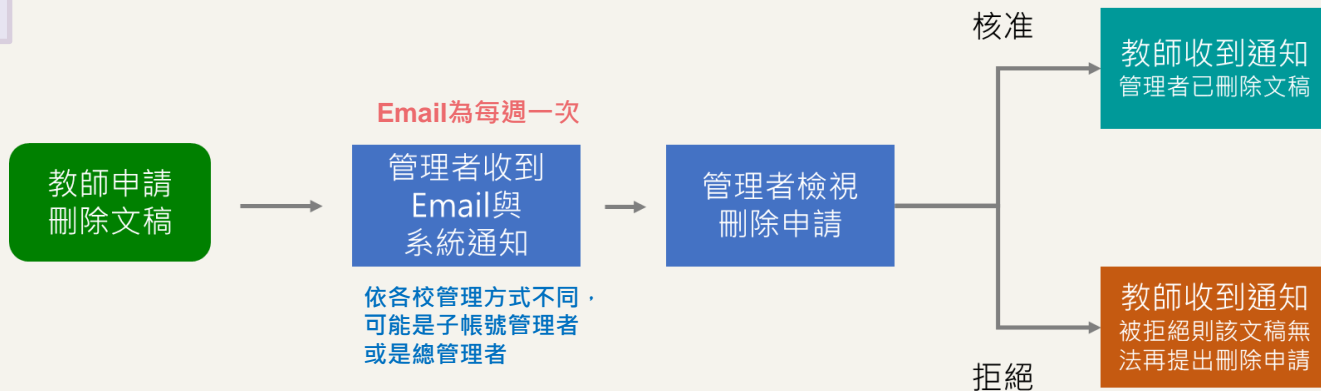 教師申請
刪除文稿
Email為每週一次
管理者收到
Email與
系統通知
依各校管理方式不同，
可能是子帳號管理者
或是總管理者
管理者檢視
刪除申請
核准
教師收到通知
管理者已刪除文稿
教師收到通知
被拒絕則該文稿無
法再提出刪除申請
拒絕